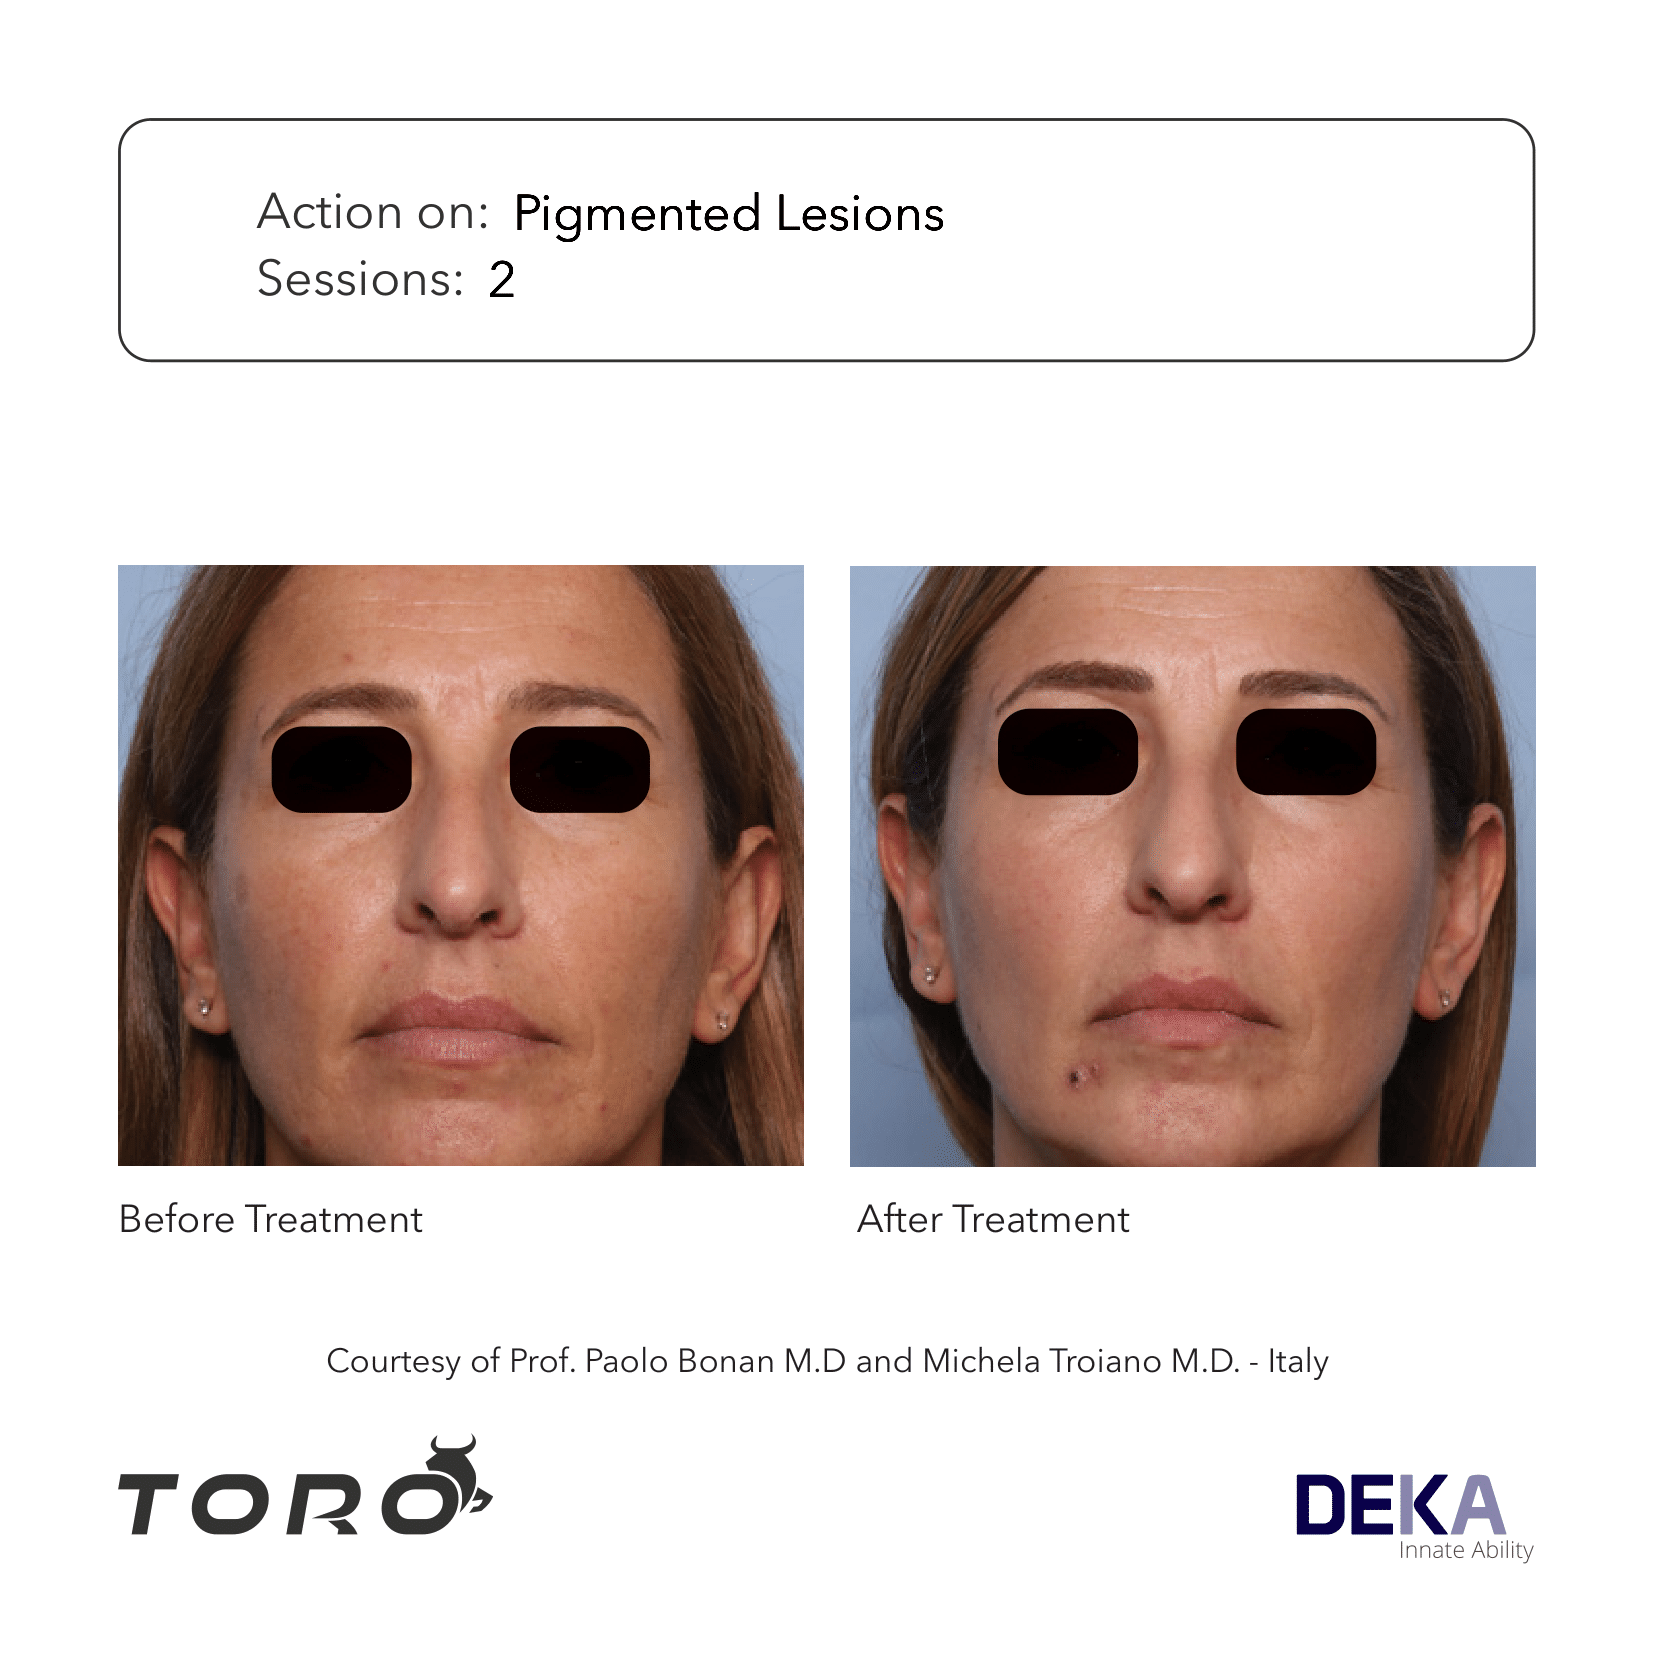 Action on: Pigmented Lesions
Sessions: 2
Before Treatment
After Treatment
Courtesy of Prof. Paolo Bonan M.D and Michela Troiano M.D. - Italy
TORO
DEKA
Innate Ability